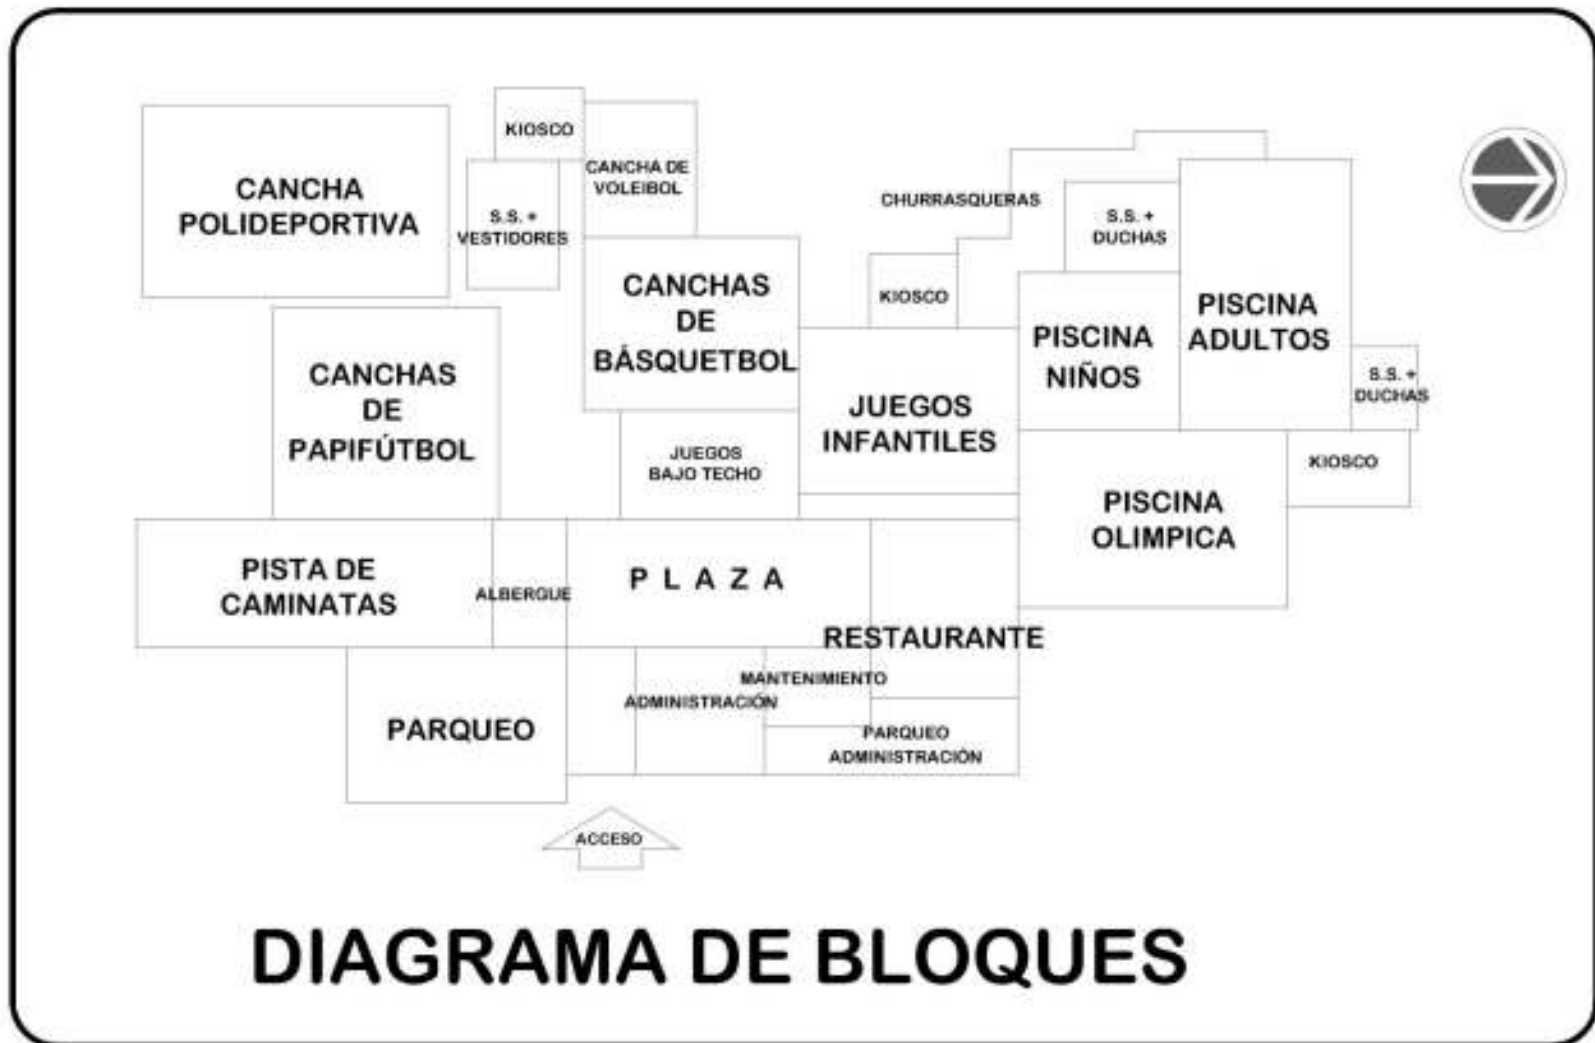 KIOSCO
CANCHA DE
VOLEIBOL
CANCHA
POLIDEPORTIVA
S.S. +
VESTIDORES
CHURRASQUERAS
S.S. +
DUCHAS
CANCHAS
DE
BÁSQUETBOL
KIOSCO
PISCINA
NIÑOS
PISCINA
ADULTOS
S.S. +
DUCHAS
CANCHAS
DE
PAPIFÚTBOL
JUEGOS
INFANTILES
JUEGOS
BAJO TECHO
KIOSCO
PISCINA
OLIMPICA
PISTA DE
CAMINATAS
ALBERGUE
P L A Z A
RESTAURANTE
MANTENIMIENTO
ADMINISTRACIÓN
PARQUEO
PARQUEO
ADMINISTRACIÓN
ACCESO
DIAGRAMA DE BLOQUES